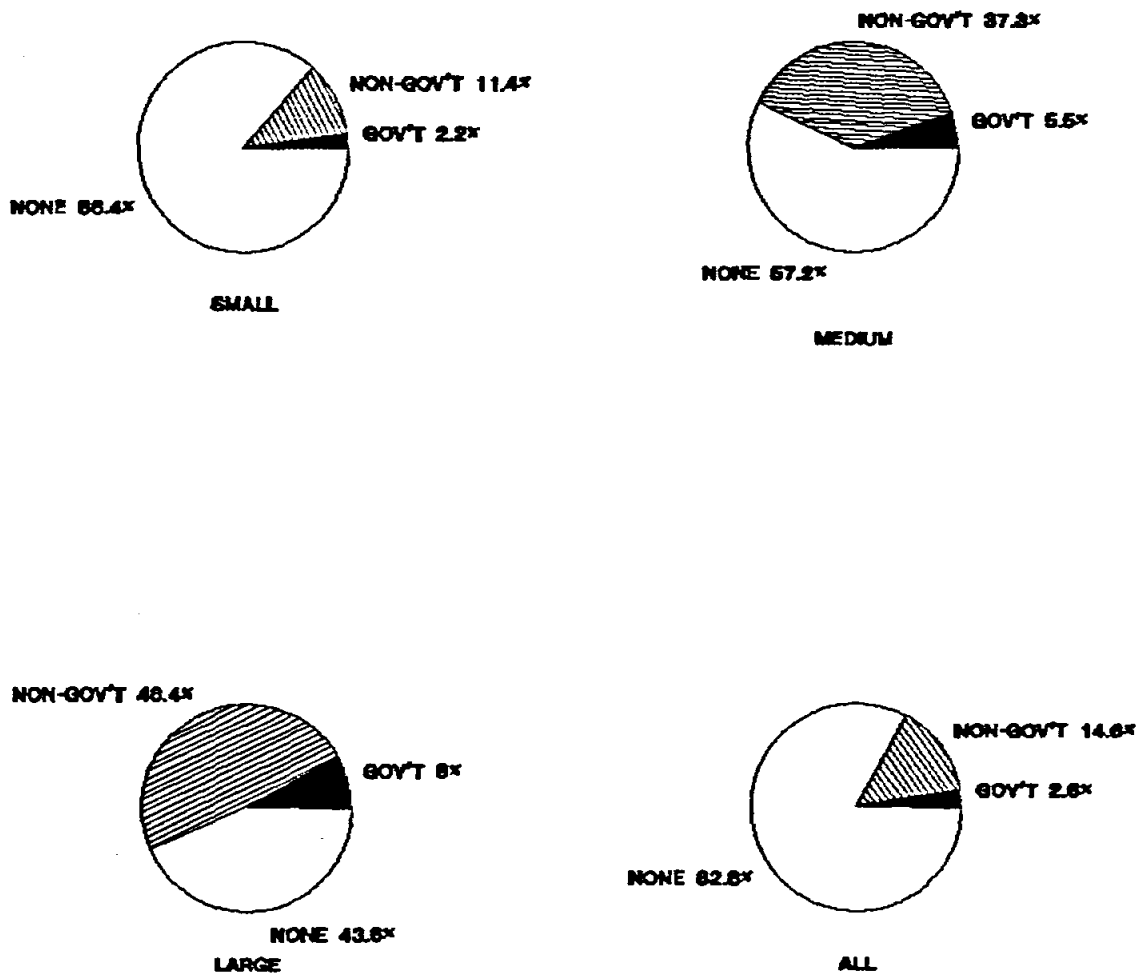 NON-GOV'T 11.4%
GOV'T 2.2%
NONE 86.4%
SMALL
NON-GOV'T 37.3%
GOV'T 5.5%
NONE 57.2%
MEDIUM
NON-GOV'T 48.4%
GOV'T 8%
NONE 43.6%
LARGE
NON-GOV'T 14.6%
GOV'T 2.6%
NONE 82.8%
ALL